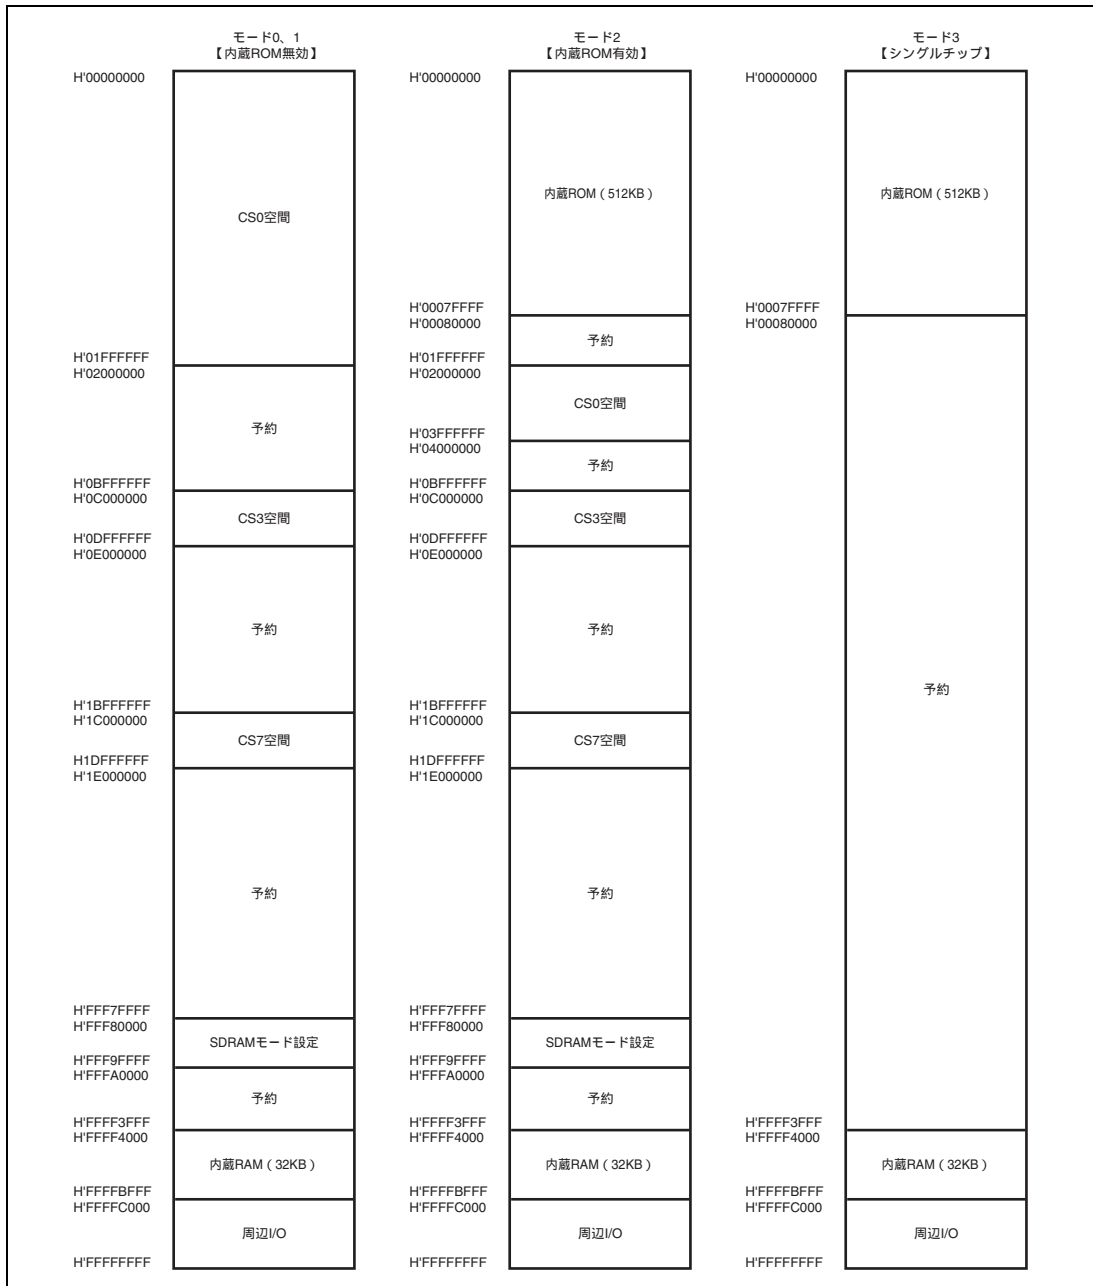 モード0、1
【内蔵ROM無効】
H'00000000
CS0空間
H'01FFFFFF
H'02000000
予約
H'0BFFFFFF
H'0C000000
CS3空間
H'0DFFFFFF
H'0E000000
予約
H'1BFFFFFF
H'1C000000
CS7空間
H1DFFFFFF
H'1E000000
予約
H'FFF7FFFF
H'FFF80000
SDRAMモード設定
H'FFF9FFFF
H'FFFA0000
予約
H'FFFF3FFF
H'FFFF4000
内蔵RAM(32KB)
H'FFFFBFFF
H'FFFFC000
周辺I/O
H'FFFFFFFF
モード2
【内蔵ROM有効】
H'00000000
内蔵ROM(512KB)
H'0007FFFF
H'00080000
予約
H'01FFFFFF
H'02000000
CS0空間
H'03FFFFFF
H'04000000
予約
H'0BFFFFFF
H'0C000000
CS3空間
H'0DFFFFFF
H'0E000000
予約
H'1BFFFFFF
H'1C000000
CS7空間
H1DFFFFFF
H'1E000000
予約
H'FFF7FFFF
H'FFF80000
SDRAMモード設定
H'FFF9FFFF
H'FFFA0000
予約
H'FFFF3FFF
H'FFFF4000
内蔵RAM(32KB)
H'FFFFBFFF
H'FFFFC000
周辺I/O
H'FFFFFFFF
モード3
【シングルチップ】
H'00000000
内蔵ROM(512KB)
H'0007FFFF
H'00080000
予約
H'FFFF3FFF
H'FFFF4000
内蔵RAM(32KB)
H'FFFFBFFF
H'FFFFC000
周辺I/O
H'FFFFFFFF